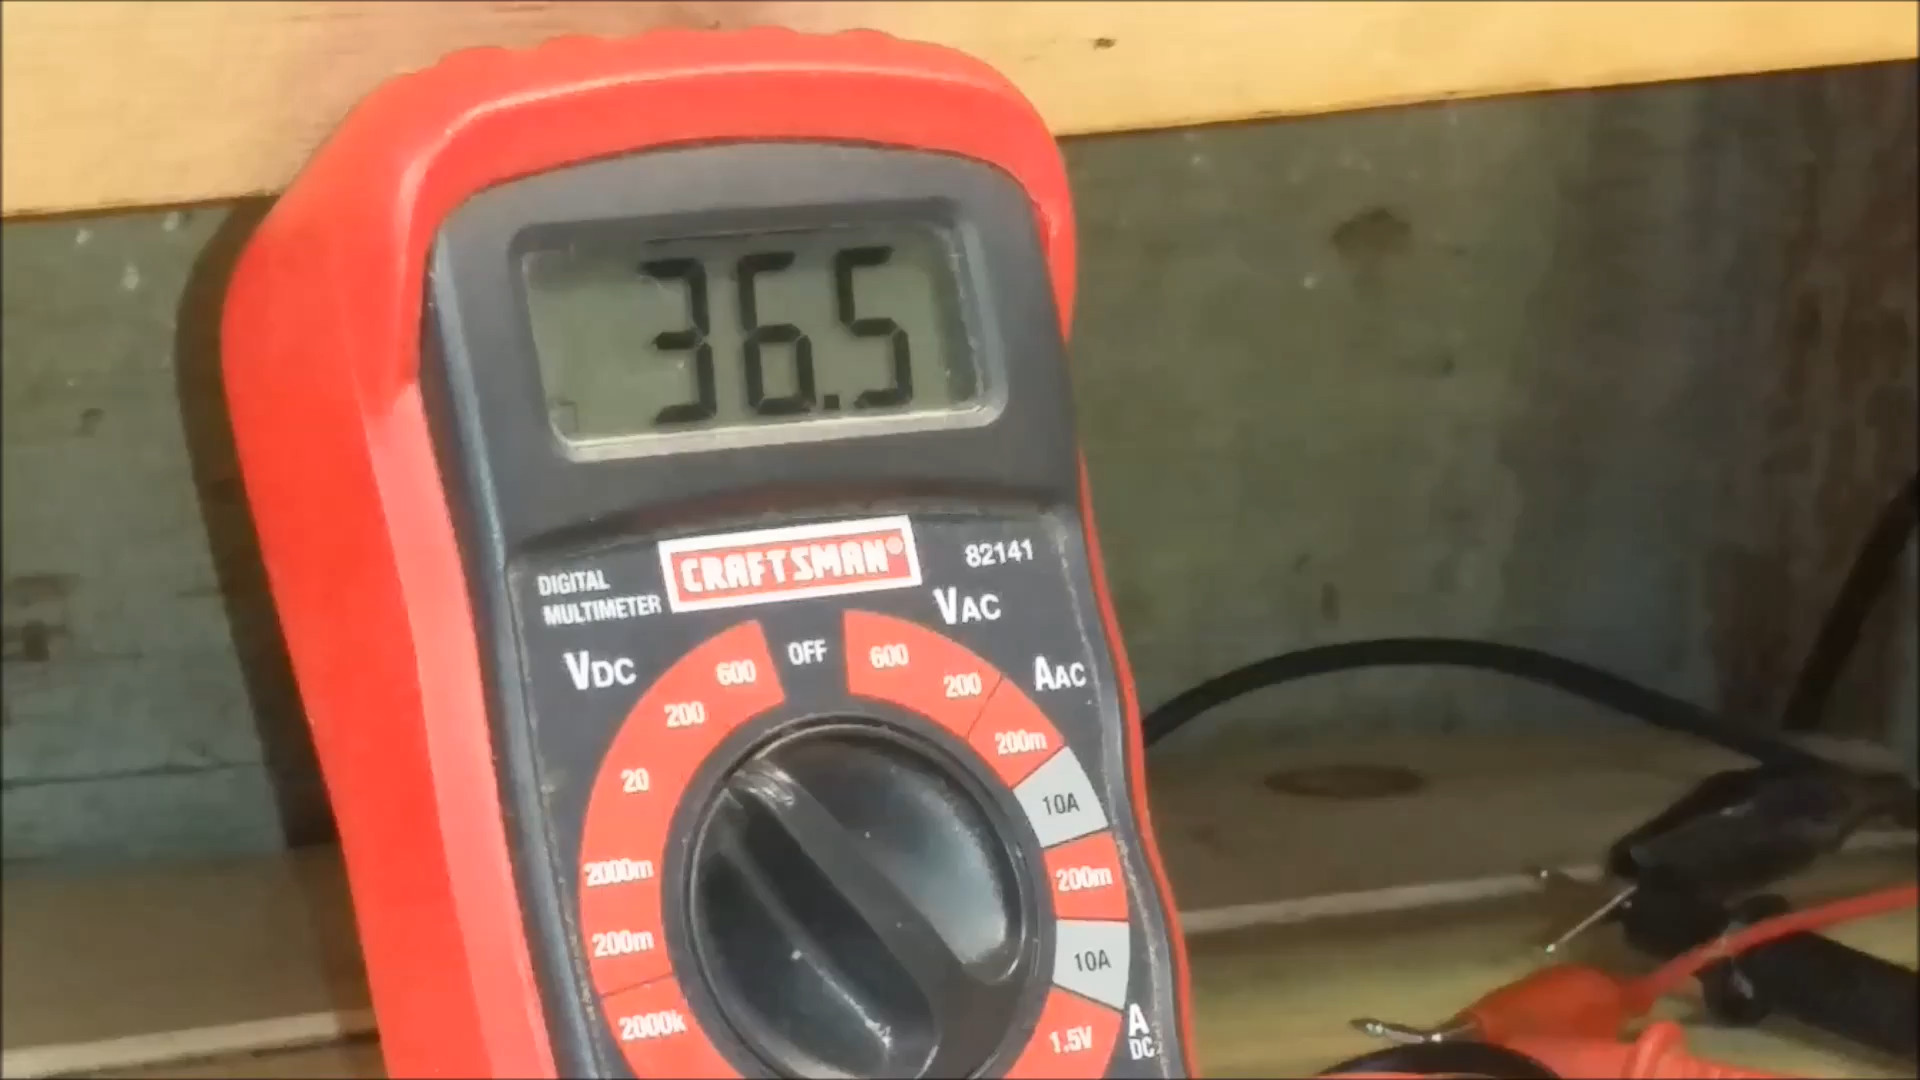 36.5
CRAFTSMAN®
82141
DIGITAL
MULTIMETER
VAC
OFF
VDC
600
600
AAC
200
200
20
200m
10A
2000m
200m
200m
10A
2000k
1.5V
A
DC